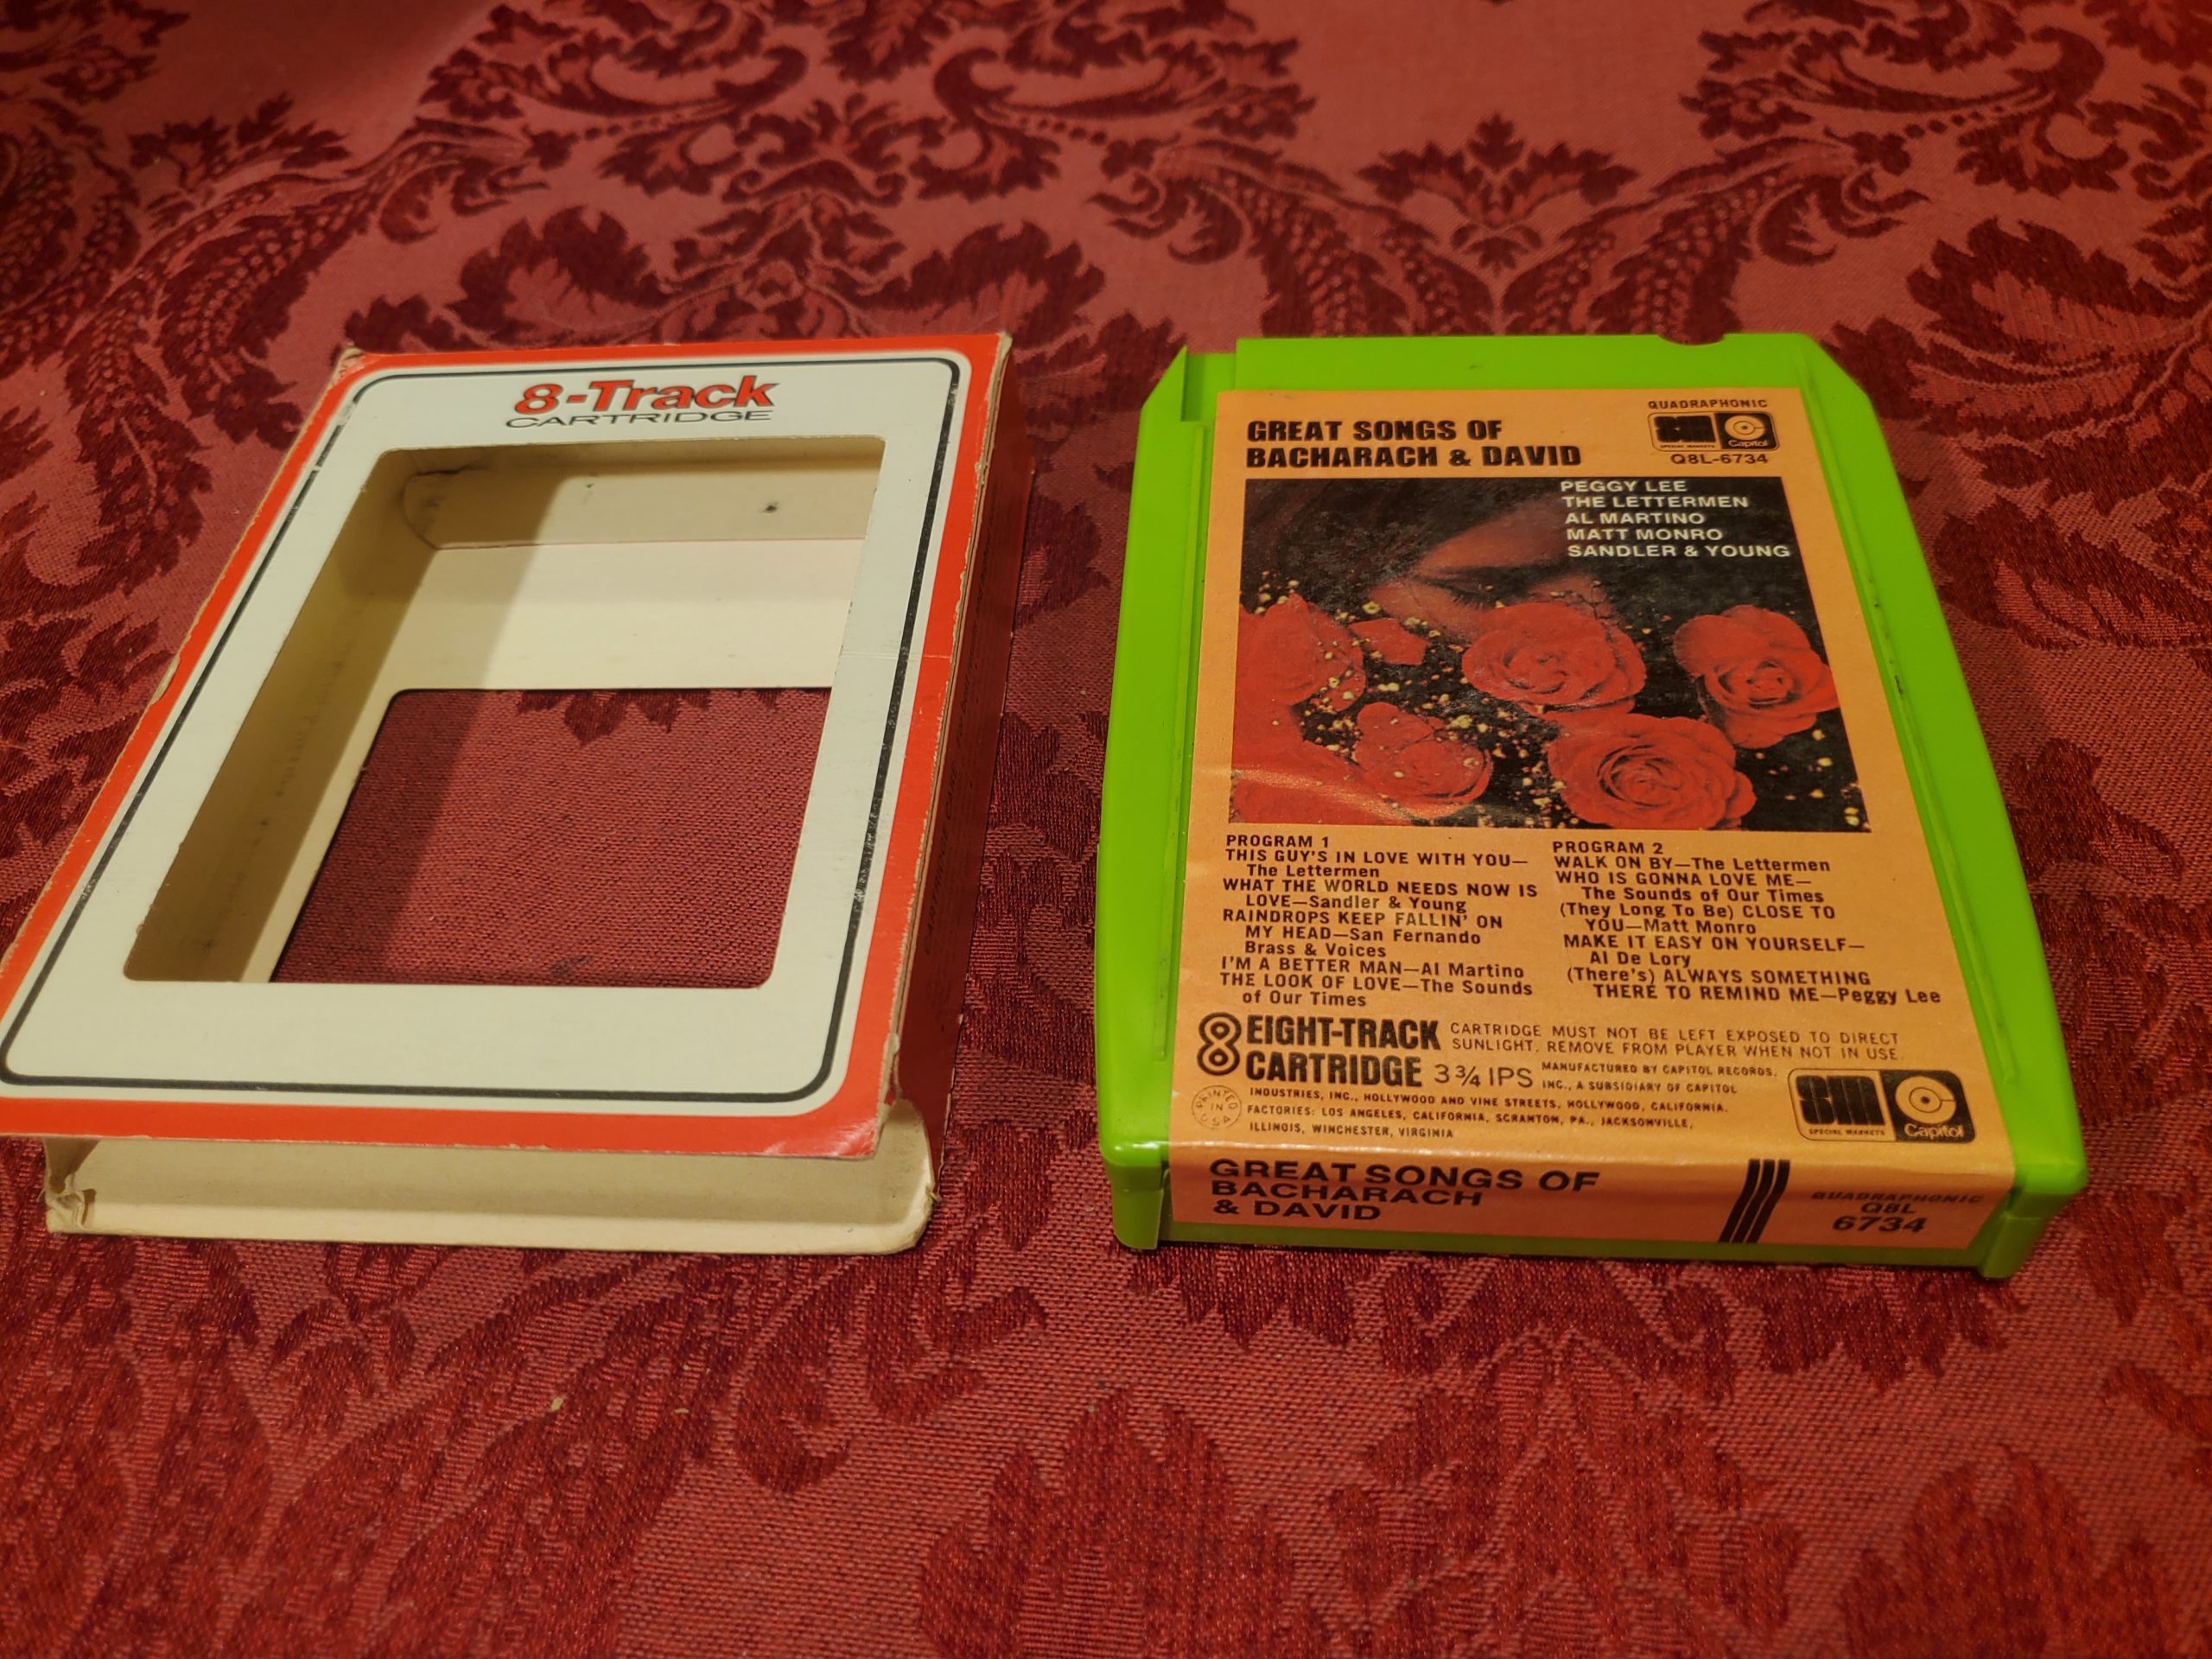 8-Track
CARTRIDGE
GREAT SONGS OF
BACHARACH & DAVID
QUADRAPHONIC
SM
SPECIAL MARKETS
Capitol
Q8L-6734
PEGGY LEE
THE LETTERMEN
AL MARTINO
MATT MONRO
SANDLER & YOUNG
PROGRAM 1
THIS GUY'S IN LOVE WITH YOU—
The Lettermen
WHAT THE WORLD NEEDS NOW IS
LOVE—Sandler & Young
RAINDROPS KEEP FALLIN' ON
MY HEAD—San Fernando
Brass & Voices
I'M A BETTER MAN—Al Martino
THE LOOK OF LOVE—The Sounds
of Our Times
PROGRAM 2
WALK ON BY—The Lettermen
WHO IS GONNA LOVE ME—
The Sounds of Our Times
(They Long To Be) CLOSE TO
YOU—Matt Monro
MAKE IT EASY ON YOURSELF—
Al De Lory
(There's) ALWAYS SOMETHING
THERE TO REMIND ME—Peggy Lee
8 EIGHT-TRACK
CARTRIDGE 3¾ IPS
CARTRIDGE MUST NOT BE LEFT EXPOSED TO DIRECT
SUNLIGHT. REMOVE FROM PLAYER WHEN NOT IN USE.
MANUFACTURED BY CAPITOL RECORDS,
INC., A SUBSIDIARY OF CAPITOL
INDUSTRIES, INC., HOLLYWOOD AND VINE STREETS, HOLLYWOOD, CALIFORNIA.
FACTORIES: LOS ANGELES, CALIFORNIA, SCRANTON, PA., JACKSONVILLE,
ILLINOIS, WINCHESTER, VIRGINIA
PRINTED IN U.S.A.
SM
SPECIAL MARKETS
Capitol
GREAT SONGS OF
BACHARACH
& DAVID
QUADRAPHONIC
Q8L
6734